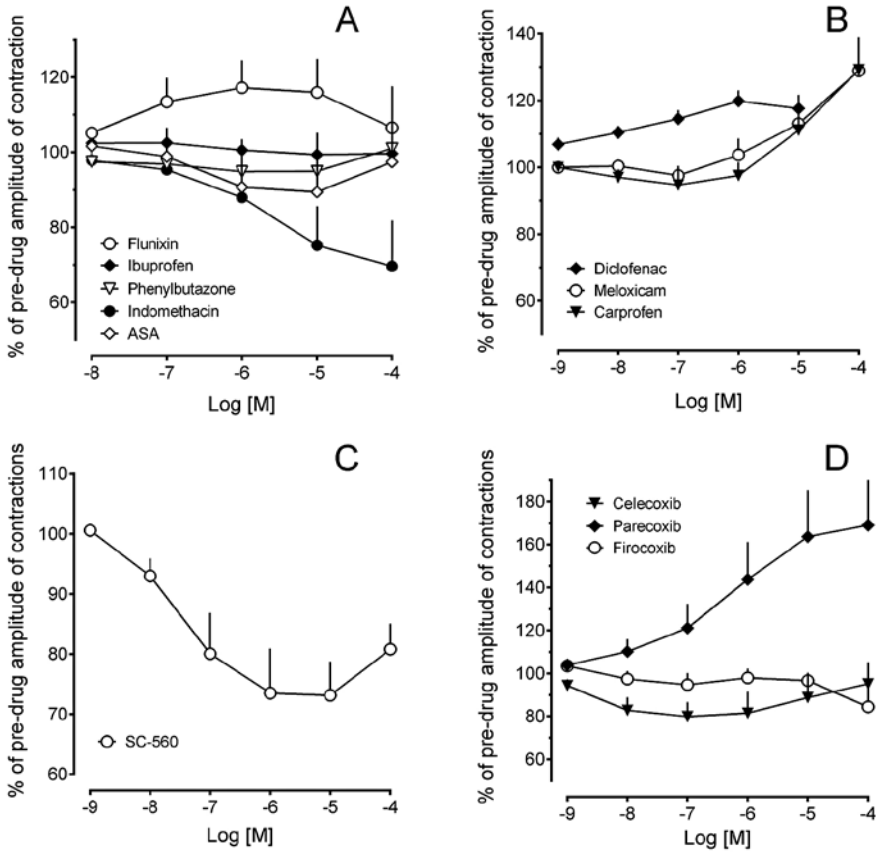 A
% of pre-drug amplitude of contraction
120
100
80
60
Flunixin
Ibuprofen
Phenylbutazone
Indomethacin
ASA
-8 -7 -6 -5 -4
Log [M]
B
% of pre-drug amplitude of contraction
140
120
100
80
60
Diclofenac
Meloxicam
Carprofen
-9 -8 -7 -6 -5 -4
Log [M]
C
% of pre-drug amplitude of contractions
110
100
90
80
70
60
SC-560
-9 -8 -7 -6 -5 -4
Log [M]
D
% of pre-drug amplitude of contractions
180
160
140
120
100
80
60
Celecoxib
Parecoxib
Firocoxib
-9 -8 -7 -6 -5 -4
Log [M]